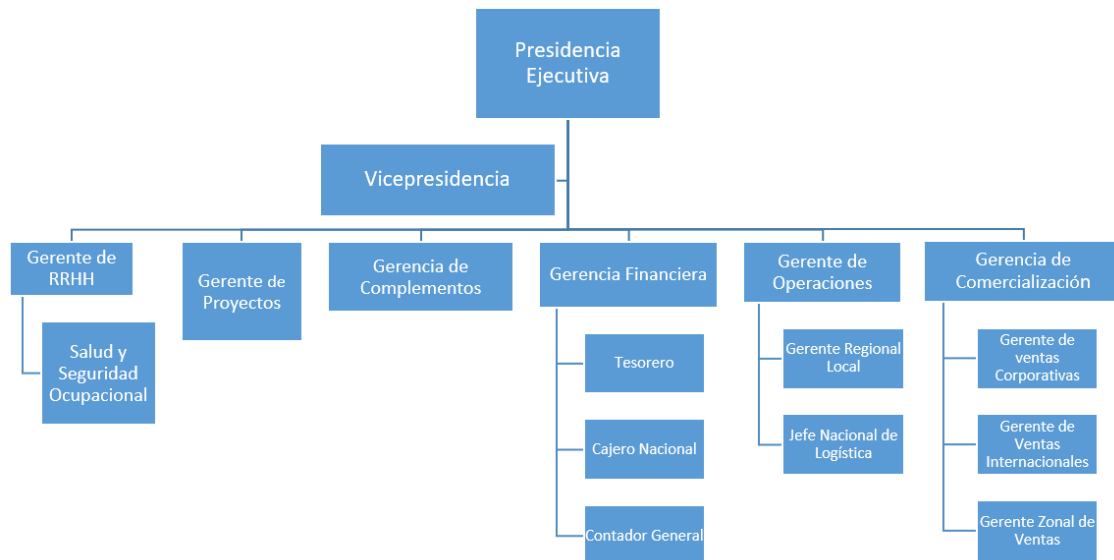 Presidencia
Ejecutiva
Vicepresidencia
Gerente de
RRHH
Gerente de
Proyectos
Gerencia de
Complementos
Gerencia Financiera
Gerente de
Operaciones
Gerencia de
Comercialización
Salud y
Seguridad
Ocupacional
Tesorero
Cajero Nacional
Contador General
Gerente Regional
Local
Jefe Nacional de
Logística
Gerente de
ventas
Corporativas
Gerente de
Ventas
Internacionales
Gerente Zonal de
Ventas